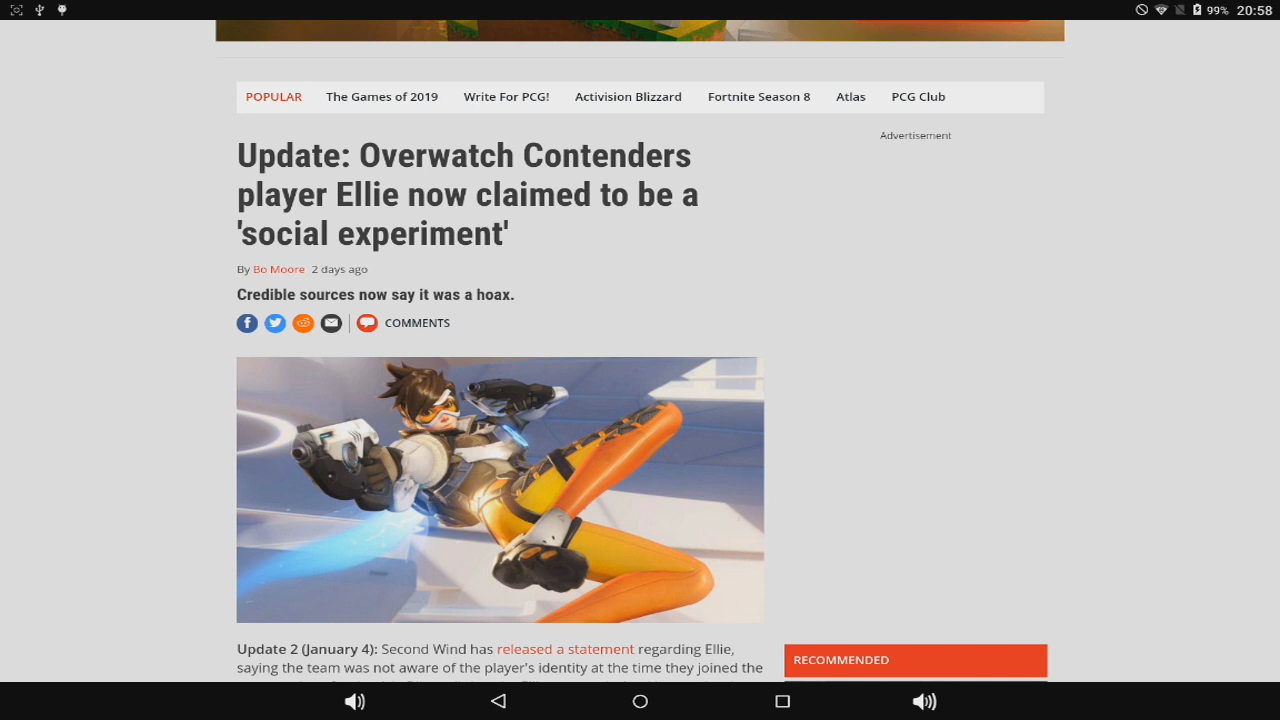 99% 20:58
POPULAR The Games of 2019 Write For PCG! Activision Blizzard Fortnite Season 8 Atlas PCG Club
Advertisement
Update: Overwatch Contenders
player Ellie now claimed to be a
'social experiment'
By Bo Moore 2 days ago
Credible sources now say it was a hoax.
COMMENTS
Update 2 (January 4): Second Wind has released a statement regarding Ellie,
saying the team was not aware of the player's identity at the time they joined the
RECOMMENDED